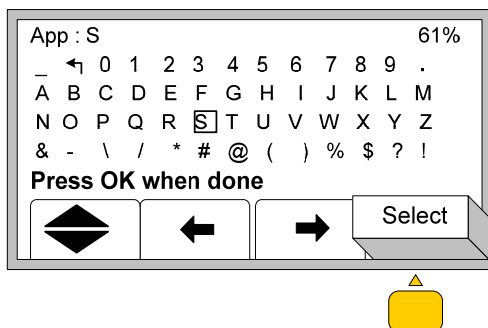 App : S 61%
_ ↰ 0 1 2 3 4 5 6 7 8 9 .
A B C D E F G H I J K L M
N O P Q R S T U V W X Y Z
& - \ / * # @ ( ) % $ ? !
Press OK when done
Select